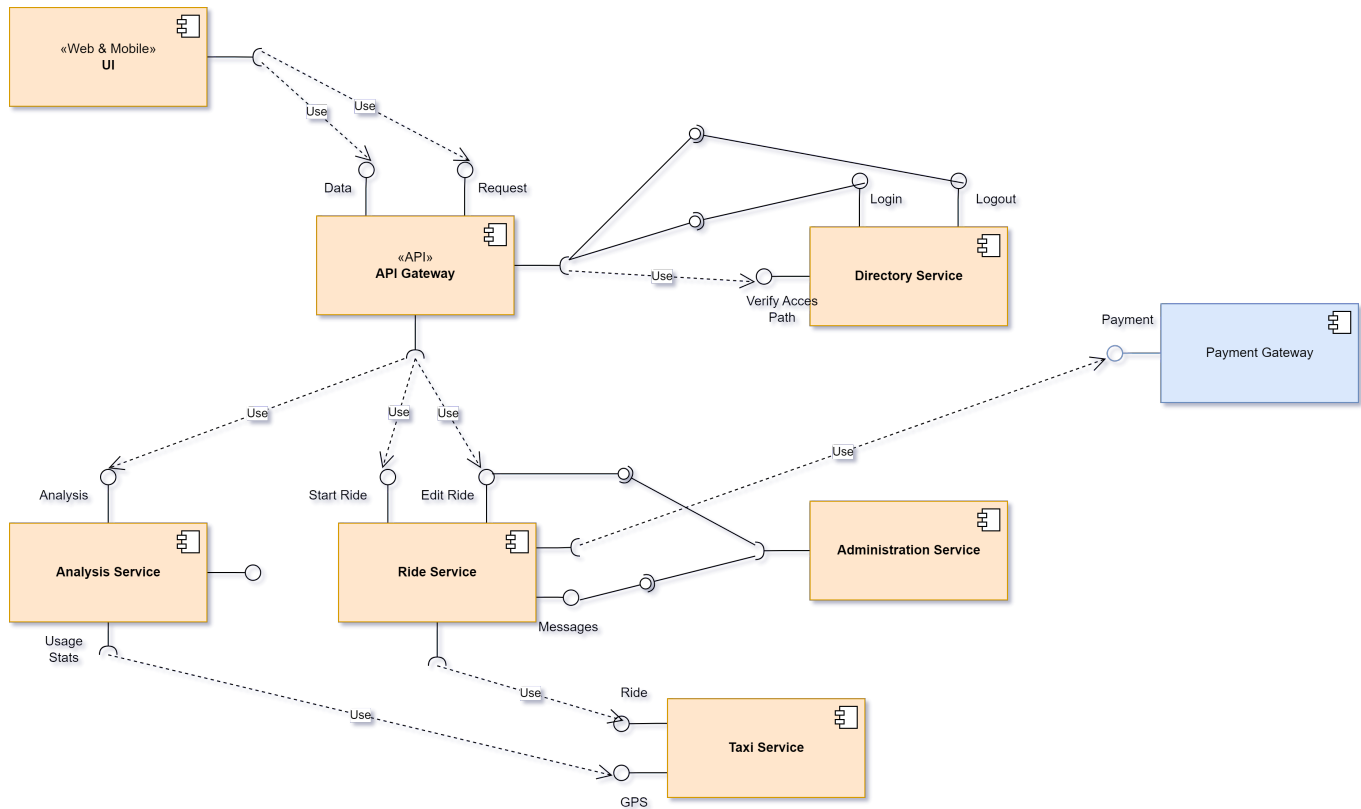 «Web & Mobile»
UI
Use
Use
Data
Request
«API»
API Gateway
Login
Logout
Use
Directory Service
Verify Acces
Path
Payment
Payment Gateway
Use
Use
Use
Use
Analysis
Start Ride
Edit Ride
Analysis Service
Ride Service
Administration Service
Messages
Usage
Stats
Use
Use
Ride
Taxi Service
GPS